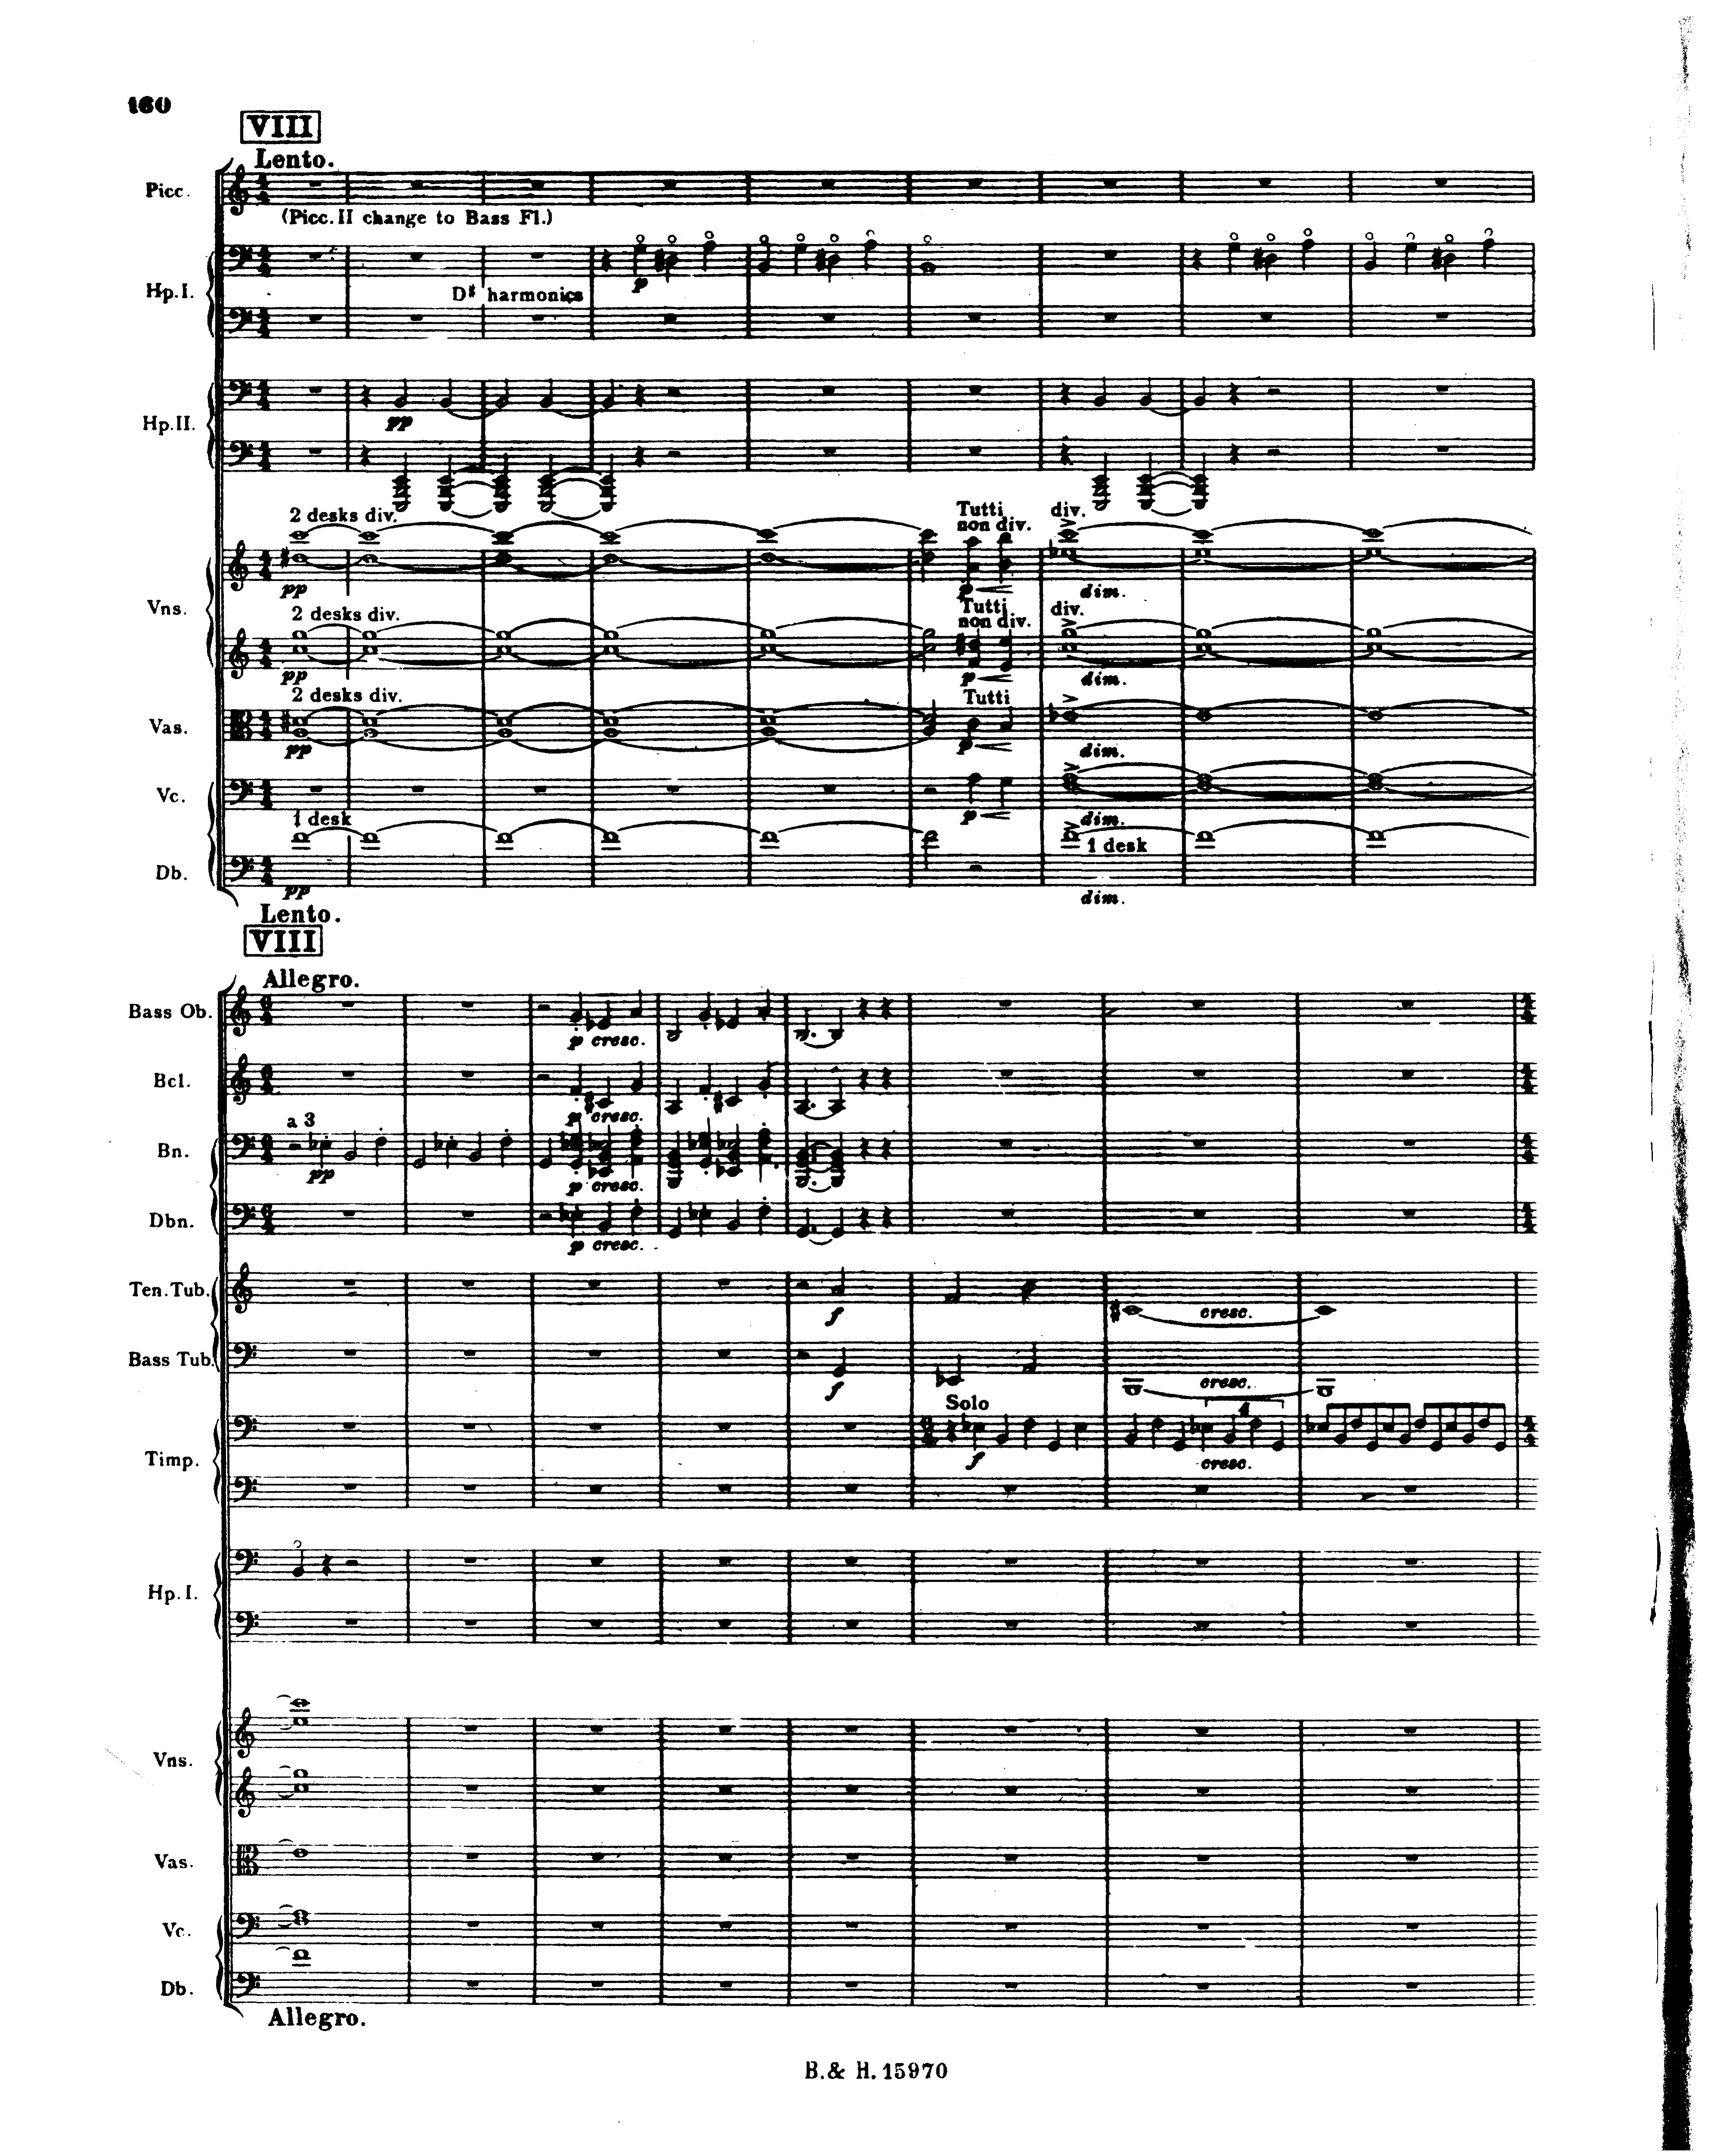 160
VIII
Lento.
Picc.
(Picc. II change to Bass Fl.)
Hp. I.
p
D# harmonics
Hp. II.
pp
2 desks div.
Tutti
non div.
div.
pp
p
dim.
Vns.
2 desks div.
Tutti
non div.
div.
pp
p
dim.
2 desks div.
Tutti
Vas.
pp
p
dim.
Vc.
p
dim.
1 desk
1 desk
Db.
pp
dim.
Lento.
VIII
Allegro.
Bass Ob.
p cresc.
Bcl.
p cresc.
a 3
Bn.
pp
p cresc.
Dbn.
p cresc.
Ten. Tub.
f
cresc.
Bass Tub.
f
cresc.
Solo
4
Timp.
f
cresc.
Hp. I.
Vns.
Vas.
Vc.
Db.
Allegro.
B. & H. 15970